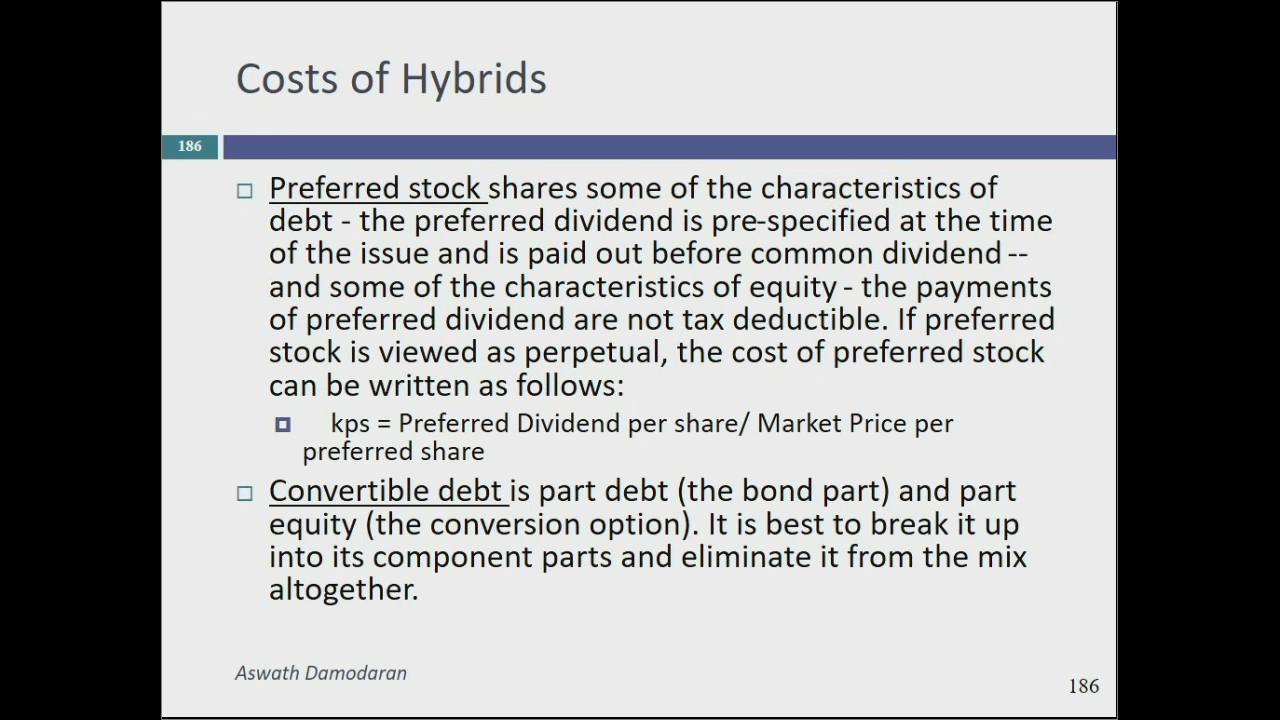 Costs of Hybrids
186
Preferred stock shares some of the characteristics of
debt - the preferred dividend is pre-specified at the time
of the issue and is paid out before common dividend --
and some of the characteristics of equity - the payments
of preferred dividend are not tax deductible. If preferred
stock is viewed as perpetual, the cost of preferred stock
can be written as follows:
kps = Preferred Dividend per share/ Market Price per
preferred share
Convertible debt is part debt (the bond part) and part
equity (the conversion option). It is best to break it up
into its component parts and eliminate it from the mix
altogether.
Aswath Damodaran
186